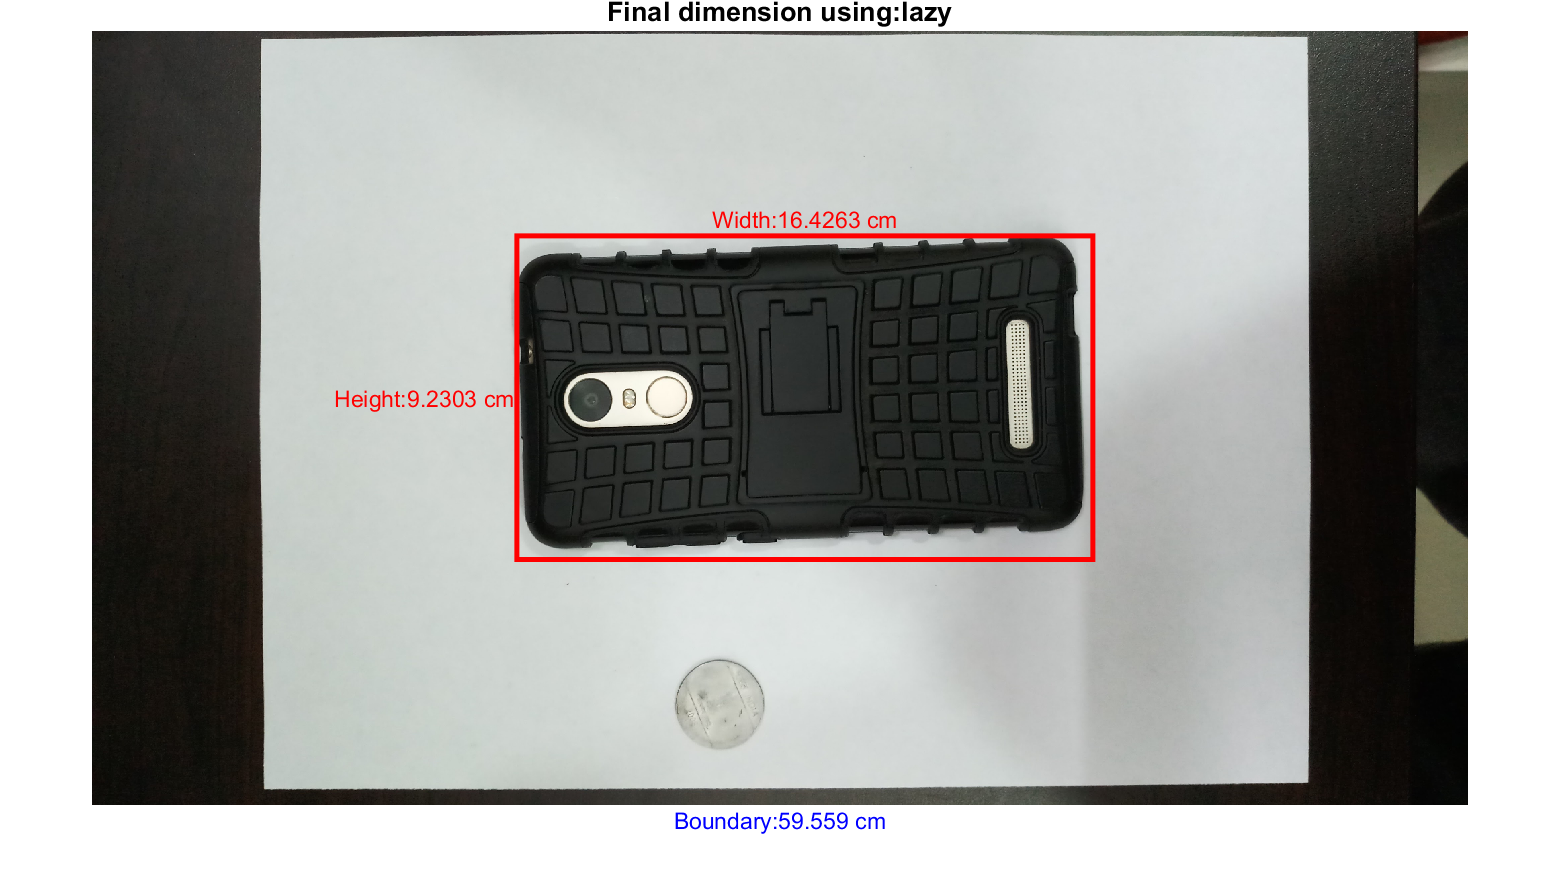 Final dimension using:lazy
Width:16.4263 cm
Height:9.2303 cm
Boundary:59.559 cm